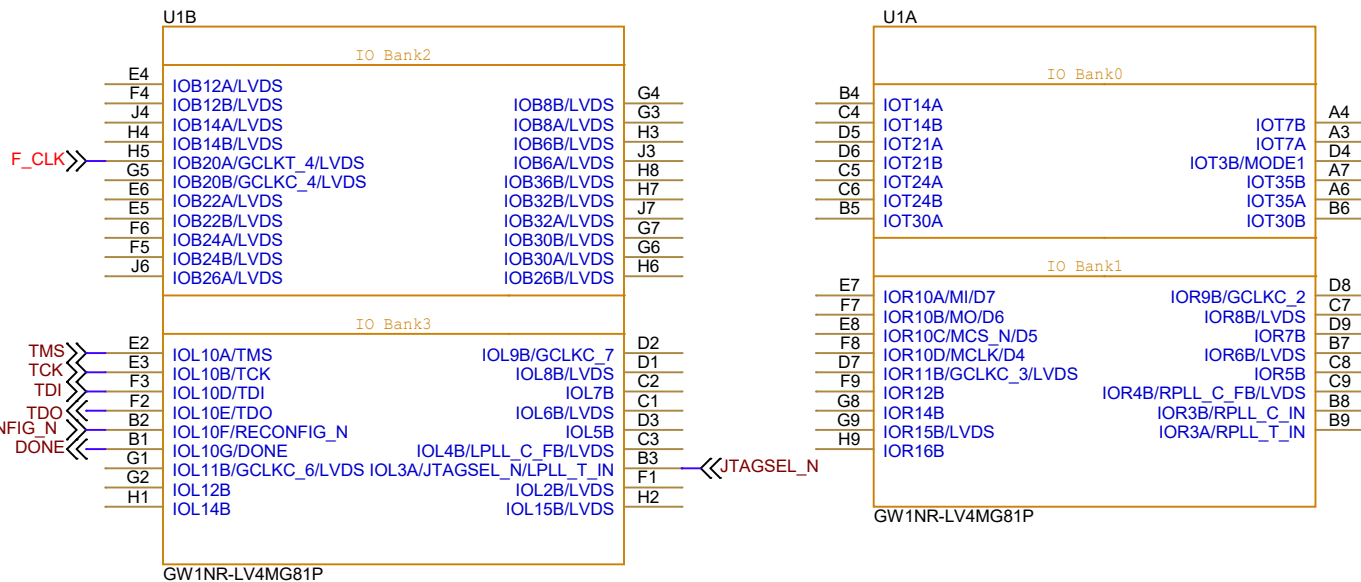 U1B
IO Bank2
E4 IOB12A/LVDS
F4 IOB12B/LVDS IOB8B/LVDS G4
J4 IOB14A/LVDS IOB8A/LVDS G3
H4 IOB14B/LVDS IOB6B/LVDS H3
F_CLK H5 IOB20A/GCLKT_4/LVDS IOB6A/LVDS J3
G5 IOB20B/GCLKC_4/LVDS IOB36B/LVDS H8
E6 IOB22A/LVDS IOB32B/LVDS H7
E5 IOB22B/LVDS IOB32A/LVDS J7
F6 IOB24A/LVDS IOB30B/LVDS G7
F5 IOB24B/LVDS IOB30A/LVDS G6
J6 IOB26A/LVDS IOB26B/LVDS H6
IO Bank3
TMS E2 IOL10A/TMS IOL9B/GCLKC_7 D2
TCK E3 IOL10B/TCK IOL8B/LVDS D1
TDI F3 IOL10D/TDI IOL7B C2
TDO F2 IOL10E/TDO IOL6B/LVDS C1
NFIG_N B2 IOL10F/RECONFIG_N IOL5B D3
DONE B1 IOL10G/DONE IOL4B/LPLL_C_FB/LVDS C3
G1 IOL11B/GCLKC_6/LVDS IOL3A/JTAGSEL_N/LPLL_T_IN B3 JTAGSEL_N
G2 IOL12B IOL2B/LVDS F1
H1 IOL14B IOL15B/LVDS H2
GW1NR-LV4MG81P
U1A
IO Bank0
B4 IOT14A
C4 IOT14B IOT7B A4
D5 IOT21A IOT7A A3
D6 IOT21B IOT3B/MODE1 D4
C5 IOT24A IOT35B A7
C6 IOT24B IOT35A A6
B5 IOT30A IOT30B B6
IO Bank1
E7 IOR10A/MI/D7 IOR9B/GCLKC_2 D8
F7 IOR10B/MO/D6 IOR8B/LVDS C7
E8 IOR10C/MCS_N/D5 IOR7B D9
F8 IOR10D/MCLK/D4 IOR6B/LVDS B7
D7 IOR11B/GCLKC_3/LVDS IOR5B C8
F9 IOR12B IOR4B/RPLL_C_FB/LVDS C9
G8 IOR14B IOR3B/RPLL_C_IN B8
G9 IOR15B/LVDS IOR3A/RPLL_T_IN B9
H9 IOR16B
GW1NR-LV4MG81P